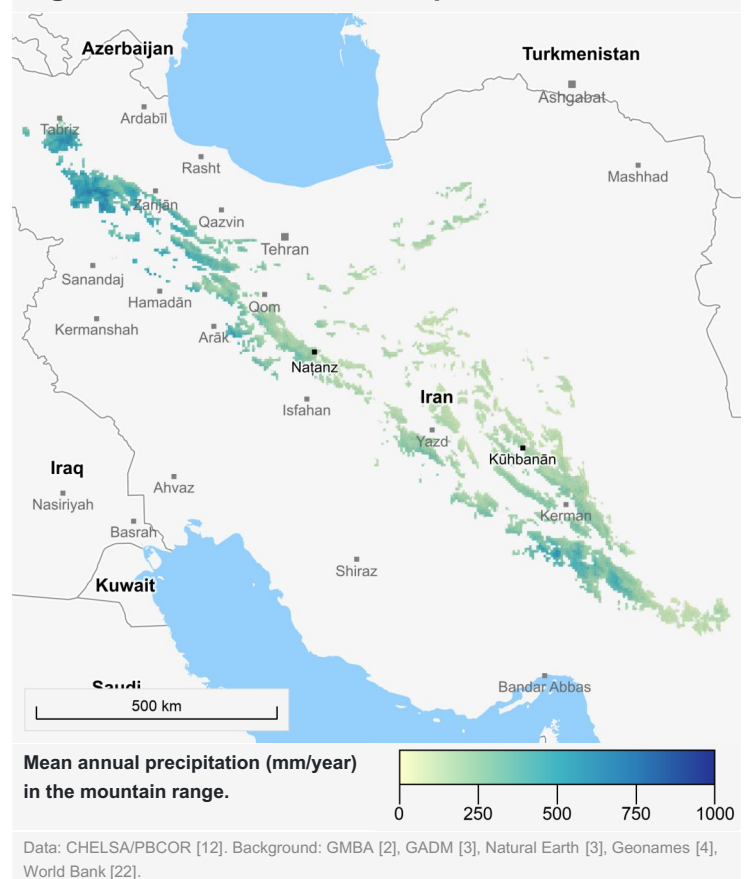 Azerbaijan
Turkmenistan
Ashgabat
Ardabīl
Tabriz
Rasht
Mashhad
Zanjān
Qazvin
Tehran
Sanandaj
Hamadān
Qom
Kermanshah
Arāk
Naţanz
Isfahan
Iran
Yazd
Kūhbanān
Iraq
Ahvaz
Nasiriyah
Kerman
Basrah
Shiraz
Kuwait
Saudi
Bandar Abbas
500 km
Mean annual precipitation (mm/year)
in the mountain range.
0 250 500 750 1000
Data: CHELSA/PBCOR [12]. Background: GMBA [2], GADM [3], Natural Earth [3], Geonames [4],
World Bank [22].